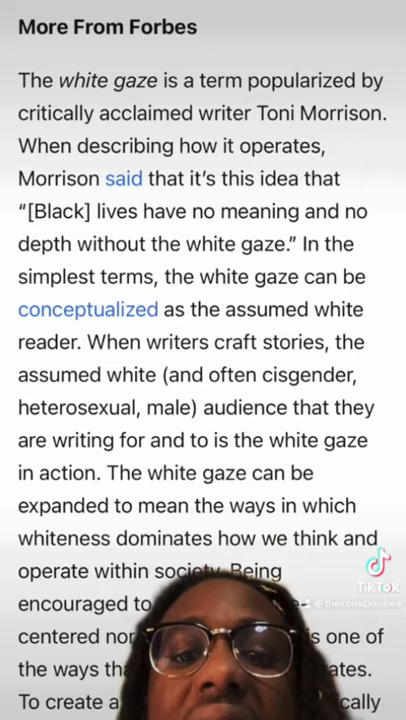 More From Forbes
The white gaze is a term popularized by
critically acclaimed writer Toni Morrison.
When describing how it operates,
Morrison said that it's this idea that
“[Black] lives have no meaning and no
depth without the white gaze.” In the
simplest terms, the white gaze can be
conceptualized as the assumed white
reader. When writers craft stories, the
assumed white (and often cisgender,
heterosexual, male) audience that they
are writing for and to is the white gaze
in action. The white gaze can be
expanded to mean the ways in which
whiteness dominates how we think and
operate within society. Being
TikTok
encouraged to
@theconsciouslee
centered is one of
the ways
To create a